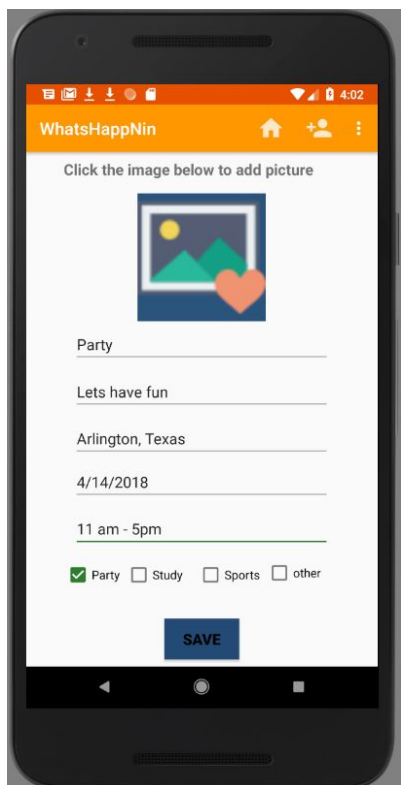 4:02
WhatsHappNin
Click the image below to add picture
Party
Lets have fun
Arlington, Texas
4/14/2018
11 am - 5pm
Party Study Sports other
SAVE